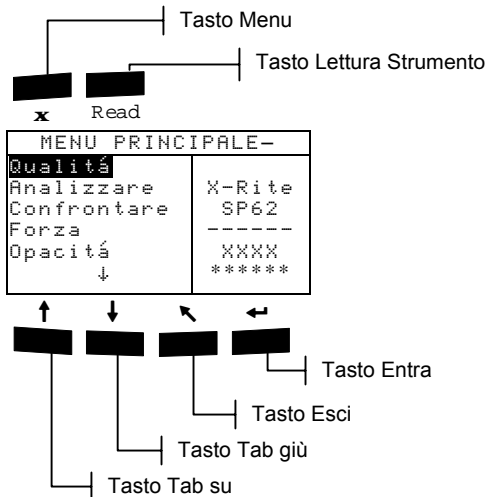 Tasto Menu
Tasto Lettura Strumento
x Read
MENU PRINCIPALE–
Qualitá
Analizzare X-Rite
Confrontare SP62
Forza ------
Opacitá XXXX
↓ ******
↑ ↓ ↖ ↵
Tasto Entra
Tasto Esci
Tasto Tab giù
Tasto Tab su